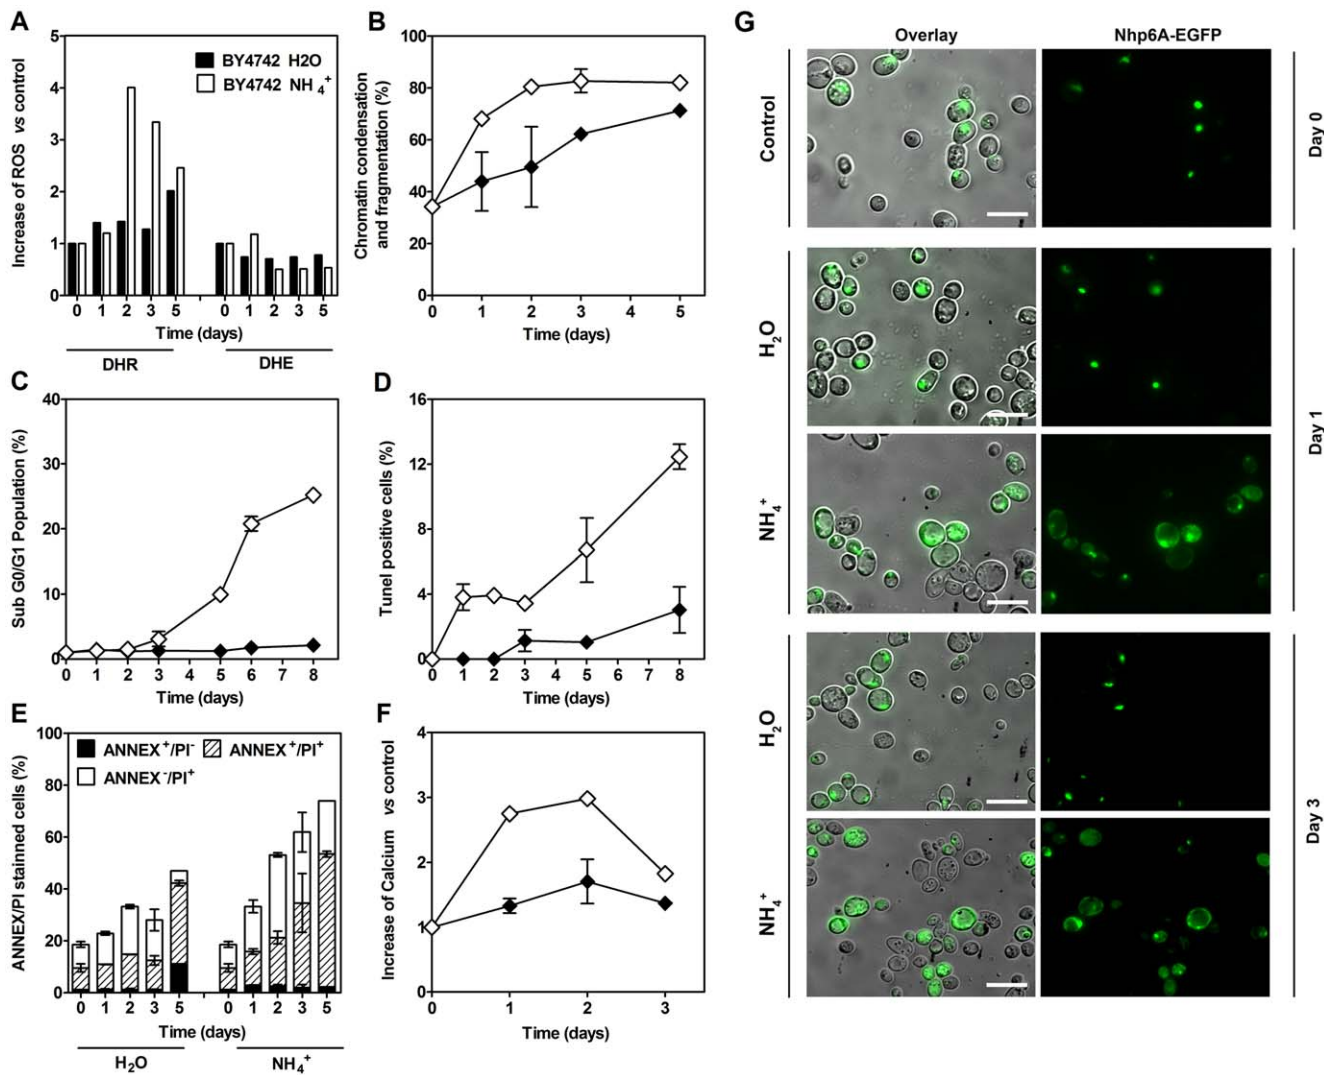 A
Increase of ROS vs control
5
4
3
2
1
0
BY4742 H2O
BY4742 NH4+
0 1 2 3 5 0 1 2 3 5
Time (days)
DHR DHE
B
Chromatin condensation
and fragmentation (%)
100
80
60
40
20
0
0 1 2 3 4 5
Time (days)
C
Sub G0/G1 Population (%)
40
30
20
10
0
0 1 2 3 5 6 8
Time (days)
D
Tunel positive cells (%)
16
12
8
4
0
0 1 2 3 4 5 6 7 8
Time (days)
E
ANNEX/PI stainned cells (%)
100
80
60
40
20
0
ANNEX+/PI- ANNEX+/PI+
ANNEX-/PI+
0 1 2 3 5 0 1 2 3 5
Time (days)
H2O NH4+
F
Increase of Calcium vs control
4
3
2
1
0
0 1 2 3
Time (days)
G
Overlay Nhp6A-EGFP
Control
Day 0
H2O
NH4+
Day 1
H2O
NH4+
Day 3